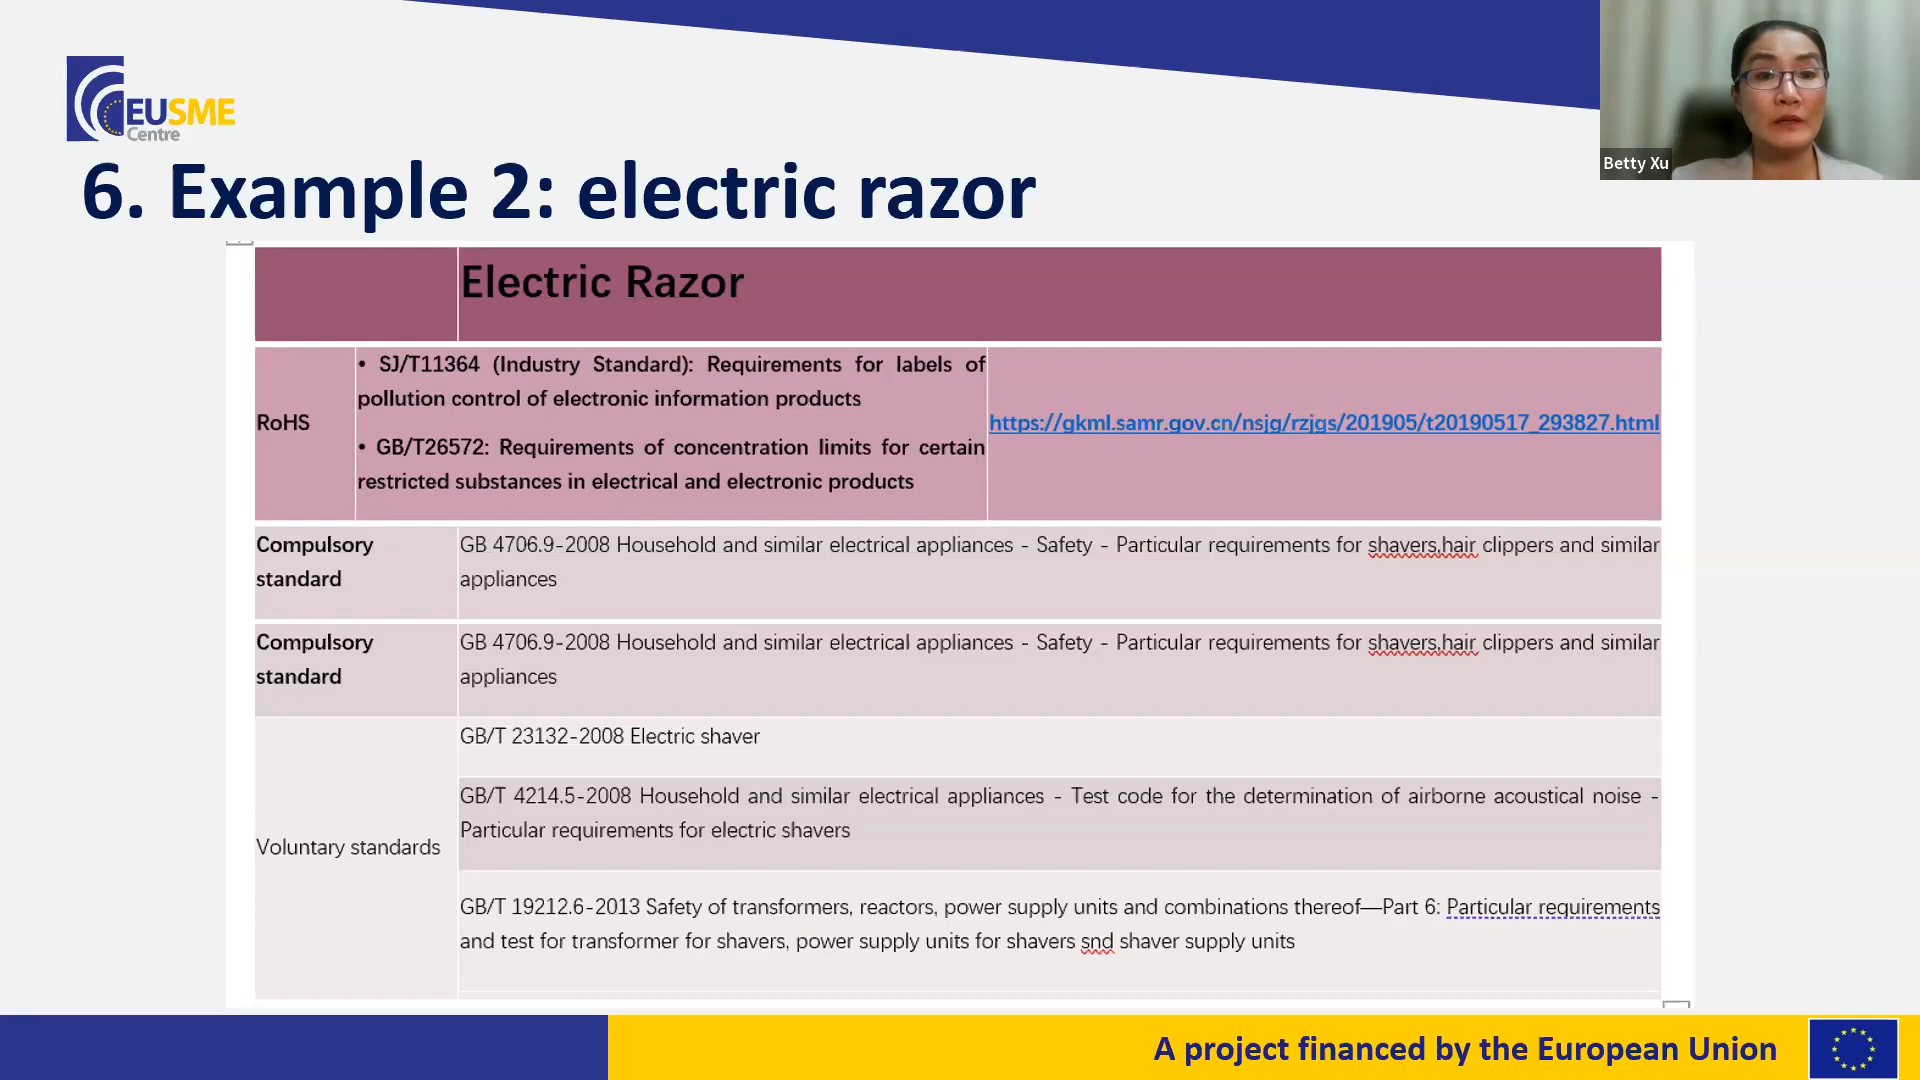 EUSME
Centre
Betty Xu
6. Example 2: electric razor
Electric Razor
RoHS
• SJ/T11364 (Industry Standard): Requirements for labels of
pollution control of electronic information products
• GB/T26572: Requirements of concentration limits for certain
restricted substances in electrical and electronic products
https://gkml.samr.gov.cn/nsjg/rzjgs/201905/t20190517_293827.html
Compulsory
standard
GB 4706.9-2008 Household and similar electrical appliances - Safety - Particular requirements for shavers,hair clippers and similar
appliances
Compulsory
standard
GB 4706.9-2008 Household and similar electrical appliances - Safety - Particular requirements for shavers,hair clippers and similar
appliances
Voluntary standards
GB/T 23132-2008 Electric shaver
GB/T 4214.5-2008 Household and similar electrical appliances - Test code for the determination of airborne acoustical noise -
Particular requirements for electric shavers
GB/T 19212.6-2013 Safety of transformers, reactors, power supply units and combinations thereof—Part 6: Particular requirements
and test for transformer for shavers, power supply units for shavers snd shaver supply units
A project financed by the European Union